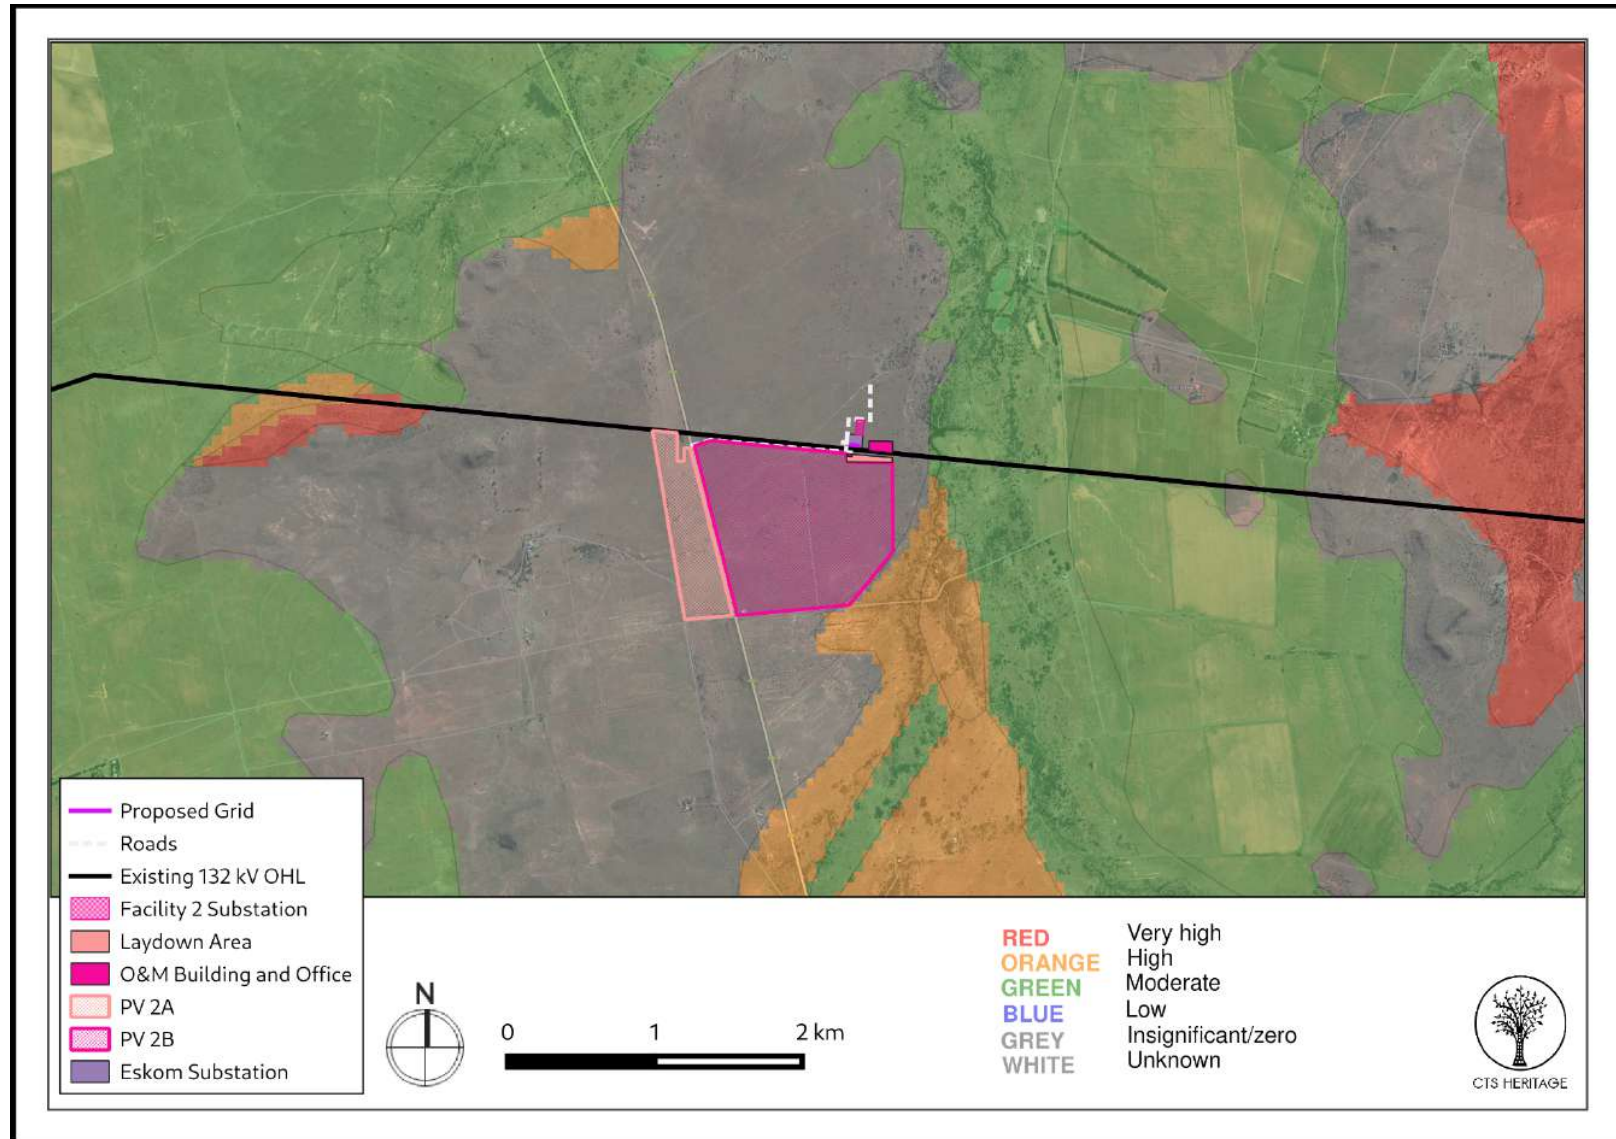 Proposed Grid
Roads
Existing 132 kV OHL
Facility 2 Substation
Laydown Area
O&M Building and Office
PV 2A
PV 2B
Eskom Substation
N
0 1 2 km
RED Very high
ORANGE High
GREEN Moderate
BLUE Low
GREY Insignificant/zero
WHITE Unknown
CTS HERITAGE